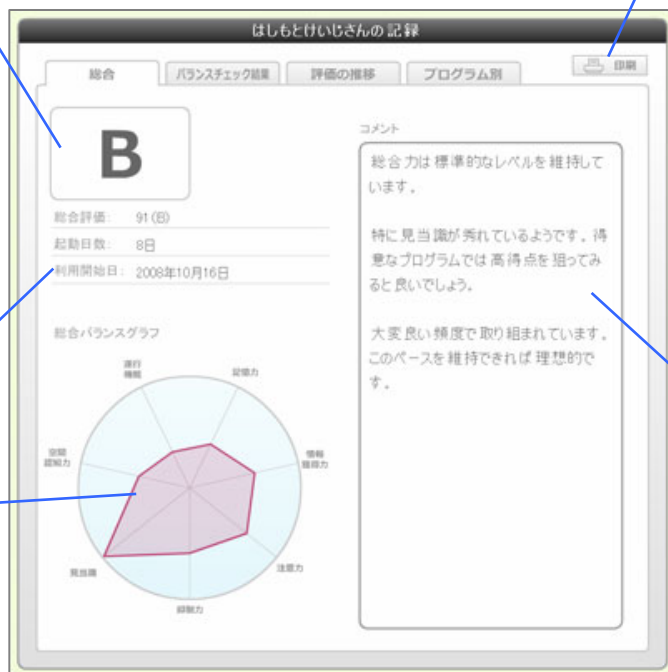 はしもとけいじさんの記録
総合
バランスチェック結果
評価の推移
プログラム別
印刷
B
総合評価: 91(B)
起動日数: 8日
利用開始日: 2008年10月16日
総合バランスグラフ
遂行
機能
記憶力
空間
認知力
情報
獲得力
見当識
注意力
抑制力
コメント
総合力は標準的なレベルを維持して
います。
特に見当識が秀れているようです。得
意なプログラムでは高得点を狙ってみ
ると良いでしょう。
大変良い頻度で取り組まれています。
このペースを維持できれば理想的で
す。